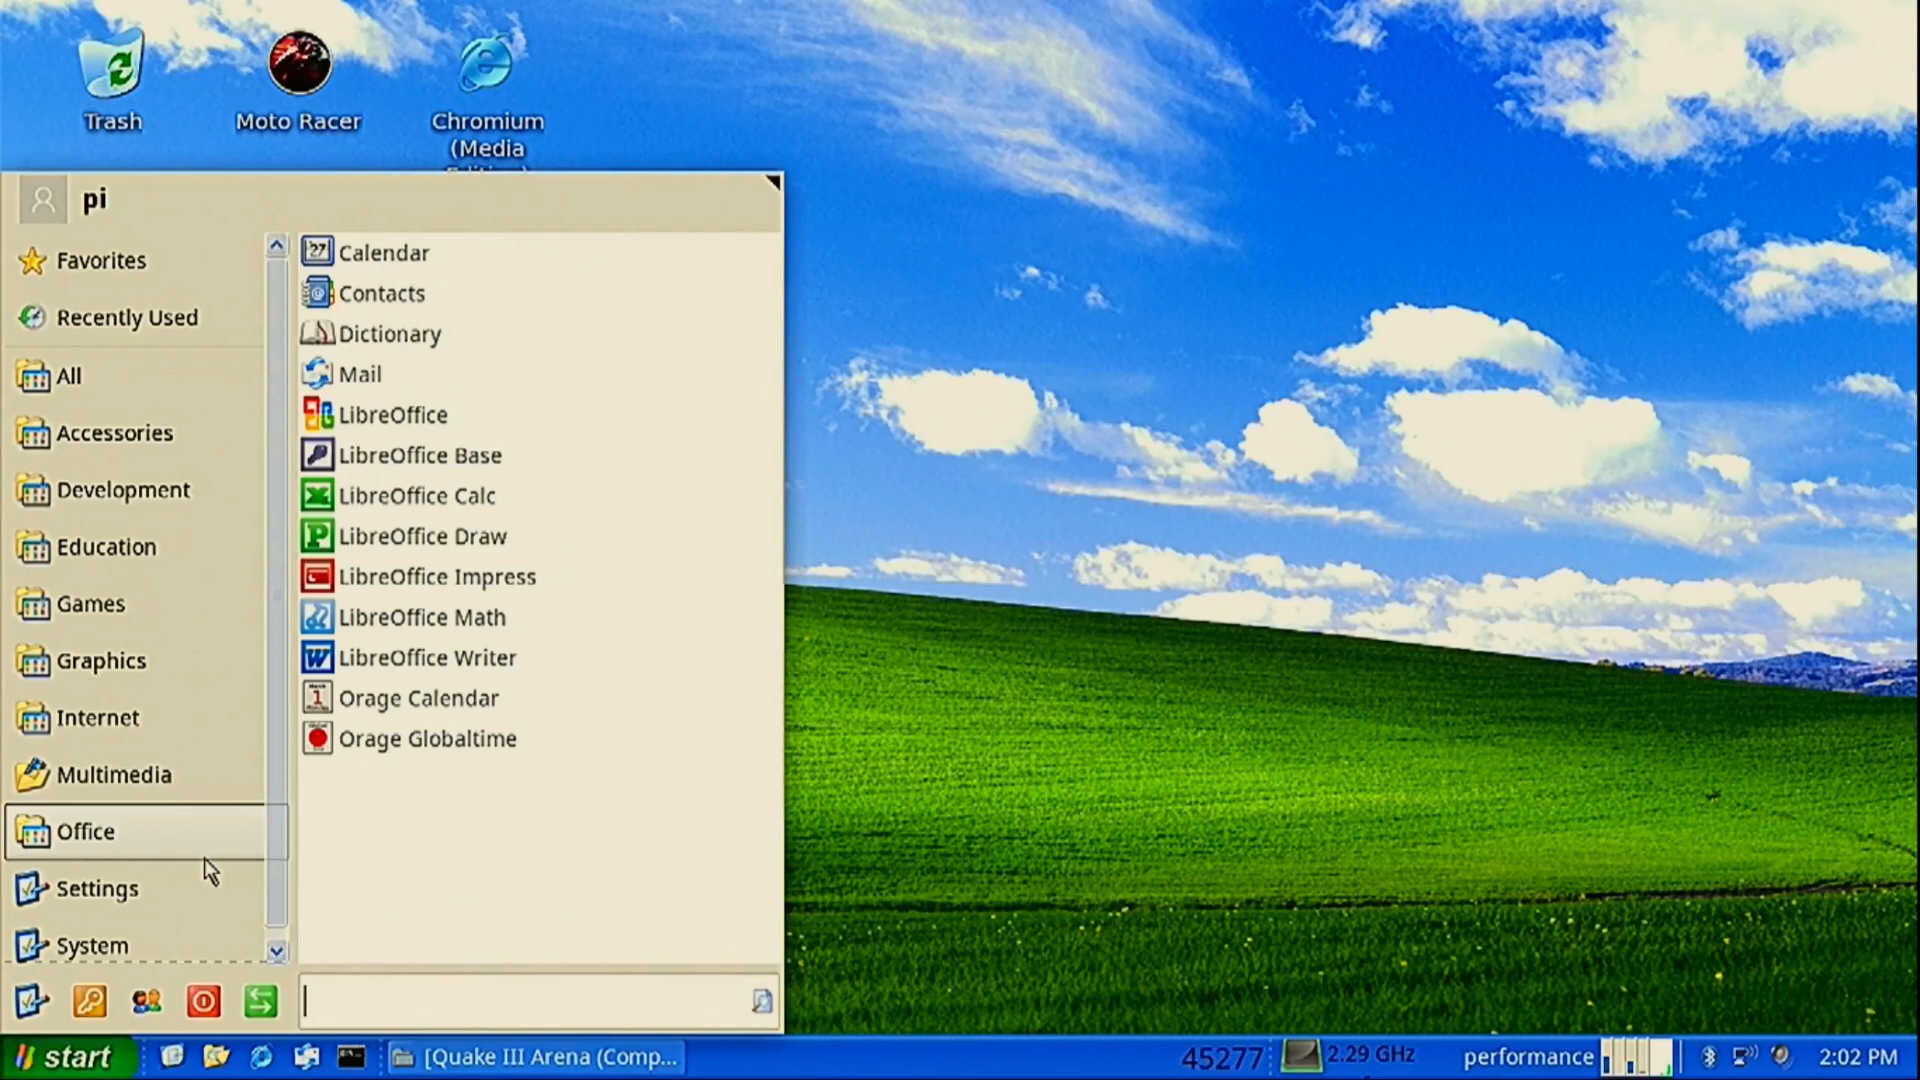 Trash
Moto Racer
Chromium
(Media
pi
Favorites
Recently Used
All
Accessories
Development
Education
Games
Graphics
Internet
Multimedia
Office
Settings
System
27
Calendar
Contacts
Dictionary
Mail
LibreOffice
LibreOffice Base
LibreOffice Calc
LibreOffice Draw
LibreOffice Impress
LibreOffice Math
LibreOffice Writer
Orage Calendar
Orage Globaltime
start
[Quake III Arena (Comp...
45277
2.29 GHz
performance
2:02 PM